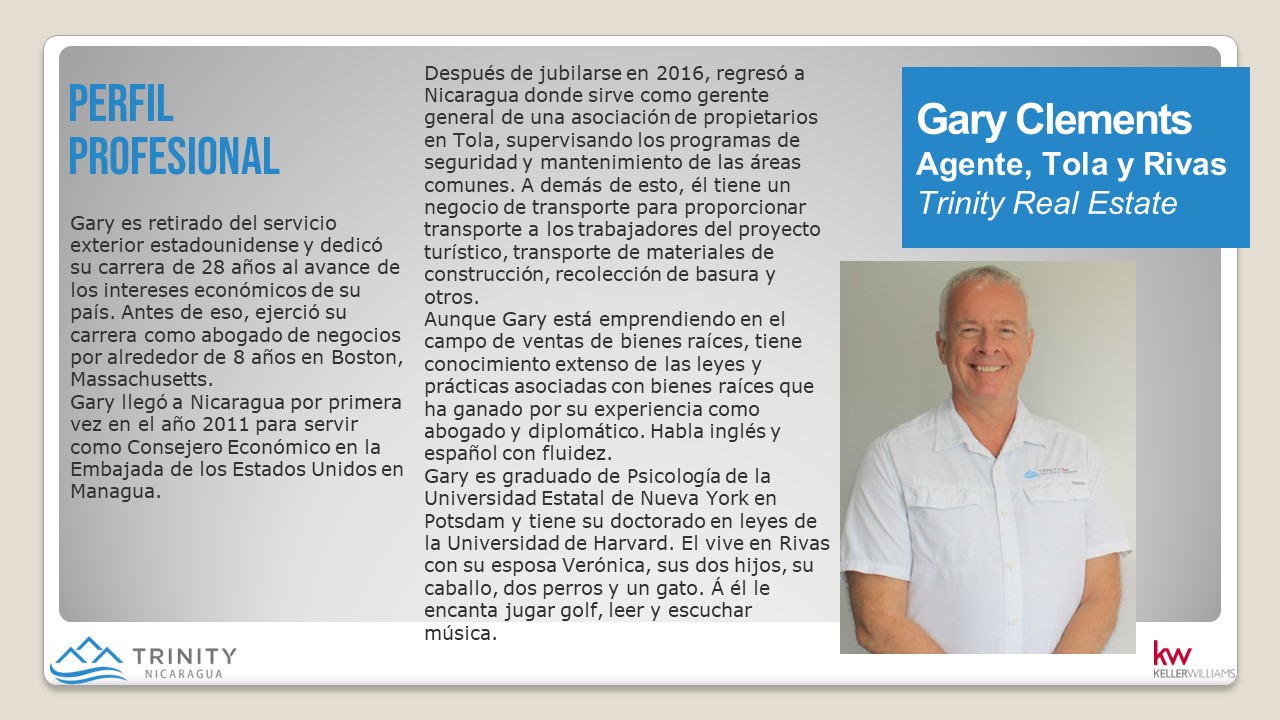 PERFIL
PROFESIONAL
Gary es retirado del servicio
exterior estadounidense y dedicó
su carrera de 28 años al avance de
los intereses económicos de su
país. Antes de eso, ejerció su
carrera como abogado de negocios
por alrededor de 8 años en Boston,
Massachusetts.
Gary llegó a Nicaragua por primera
vez en el año 2011 para servir
como Consejero Económico en la
Embajada de los Estados Unidos en
Managua.
Después de jubilarse en 2016, regresó a
Nicaragua donde sirve como gerente
general de una asociación de propietarios
en Tola, supervisando los programas de
seguridad y mantenimiento de las áreas
comunes. A demás de esto, él tiene un
negocio de transporte para proporcionar
transporte a los trabajadores del proyecto
turístico, transporte de materiales de
construcción, recolección de basura y
otros.
Aunque Gary está emprendiendo en el
campo de ventas de bienes raíces, tiene
conocimiento extenso de las leyes y
prácticas asociadas con bienes raíces que
ha ganado por su experiencia como
abogado y diplomático. Habla inglés y
español con fluidez.
Gary es graduado de Psicología de la
Universidad Estatal de Nueva York en
Potsdam y tiene su doctorado en leyes de
la Universidad de Harvard. El vive en Rivas
con su esposa Verónica, sus dos hijos, su
caballo, dos perros y un gato. Á él le
encanta jugar golf, leer y escuchar
música.
Gary Clements
Agente, Tola y Rivas
Trinity Real Estate
TRINITY
TRINITY
NICARAGUA
kw
KELLERWILLIAMS